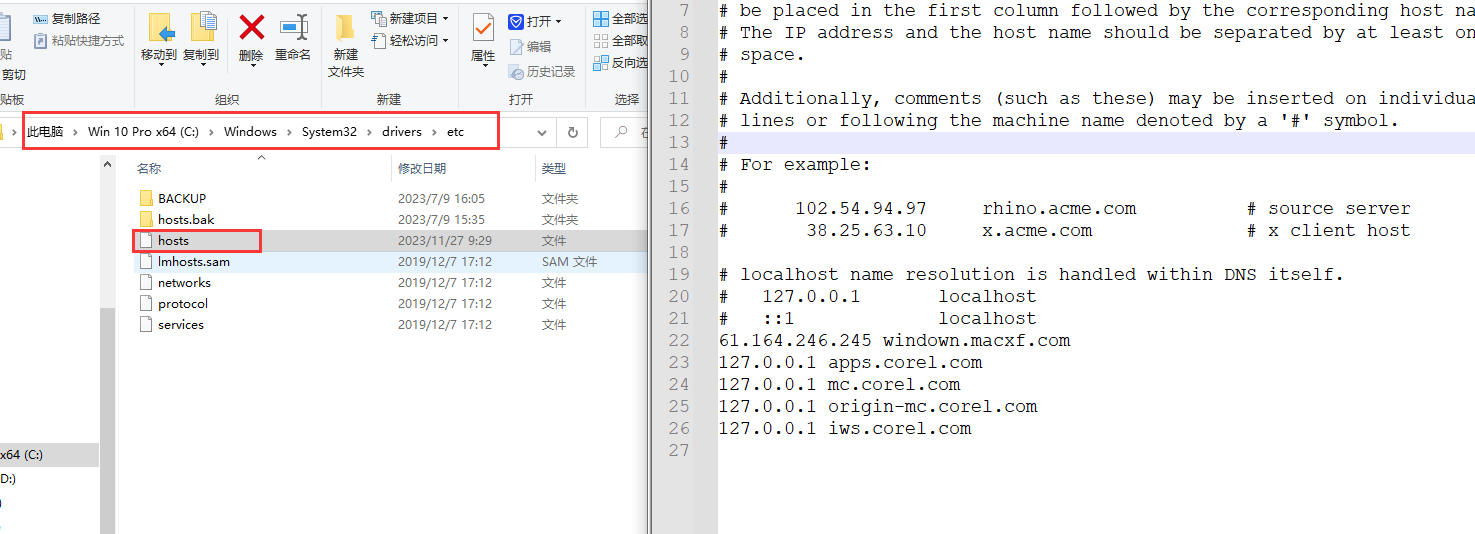 复制路径
粘贴快捷方式
剪切
移动到
复制到
删除
重命名
组织
新建
文件夹
新建项目
轻松访问
新建
属性
打开
编辑
历史记录
打开
全部选
全部取
反向选
选择
此电脑 > Win 10 Pro x64 (C:) > Windows > System32 > drivers > etc
名称 修改日期 类型
BACKUP 2023/7/9 16:05 文件夹
hosts.bak 2023/7/9 15:35 文件夹
hosts 2023/11/27 9:29 文件
lmhosts.sam 2019/12/7 17:12 SAM 文件
networks 2019/12/7 17:12 文件
protocol 2019/12/7 17:12 文件
services 2019/12/7 17:12 文件
x64 (C:)
D:)
7 # be placed in the first column followed by the corresponding host na
8 # The IP address and the host name should be separated by at least on
9 # space.
10 #
11 # Additionally, comments (such as these) may be inserted on individua
12 # lines or following the machine name denoted by a '#' symbol.
13 #
14 # For example:
15 #
16 # 102.54.94.97 rhino.acme.com # source server
17 # 38.25.63.10 x.acme.com # x client host
18
19 # localhost name resolution is handled within DNS itself.
20 # 127.0.0.1 localhost
21 # ::1 localhost
22 61.164.246.245 windown.macxf.com
23 127.0.0.1 apps.corel.com
24 127.0.0.1 mc.corel.com
25 127.0.0.1 origin-mc.corel.com
26 127.0.0.1 iws.corel.com
27